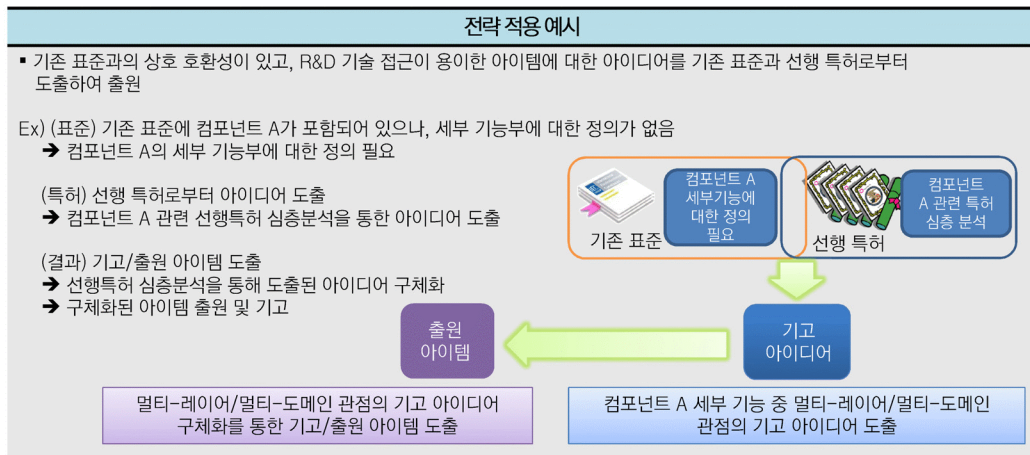 전략 적용 예시
▪ 기존 표준과의 상호 호환성이 있고, R&D 기술 접근이 용이한 아이템에 대한 아이디어를 기존 표준과 선행 특허로부터
도출하여 출원
Ex) (표준) 기존 표준에 컴포넌트 A가 포함되어 있으나, 세부 기능부에 대한 정의가 없음
➔ 컴포넌트 A의 세부 기능부에 대한 정의 필요
(특허) 선행 특허로부터 아이디어 도출
➔ 컴포넌트 A 관련 선행특허 심층분석을 통한 아이디어 도출
(결과) 기고/출원 아이템 도출
➔ 선행특허 심층분석을 통해 도출된 아이디어 구체화
➔ 구체화된 아이템 출원 및 기고
컴포넌트 A
세부기능에
대한 정의
필요
기존 표준
컴포넌트
A 관련 특허
심층 분석
선행 특허
기고
아이디어
출원
아이템
멀티-레이어/멀티-도메인 관점의 기고 아이디어
구체화를 통한 기고/출원 아이템 도출
컴포넌트 A 세부 기능 중 멀티-레이어/멀티-도메인
관점의 기고 아이디어 도출